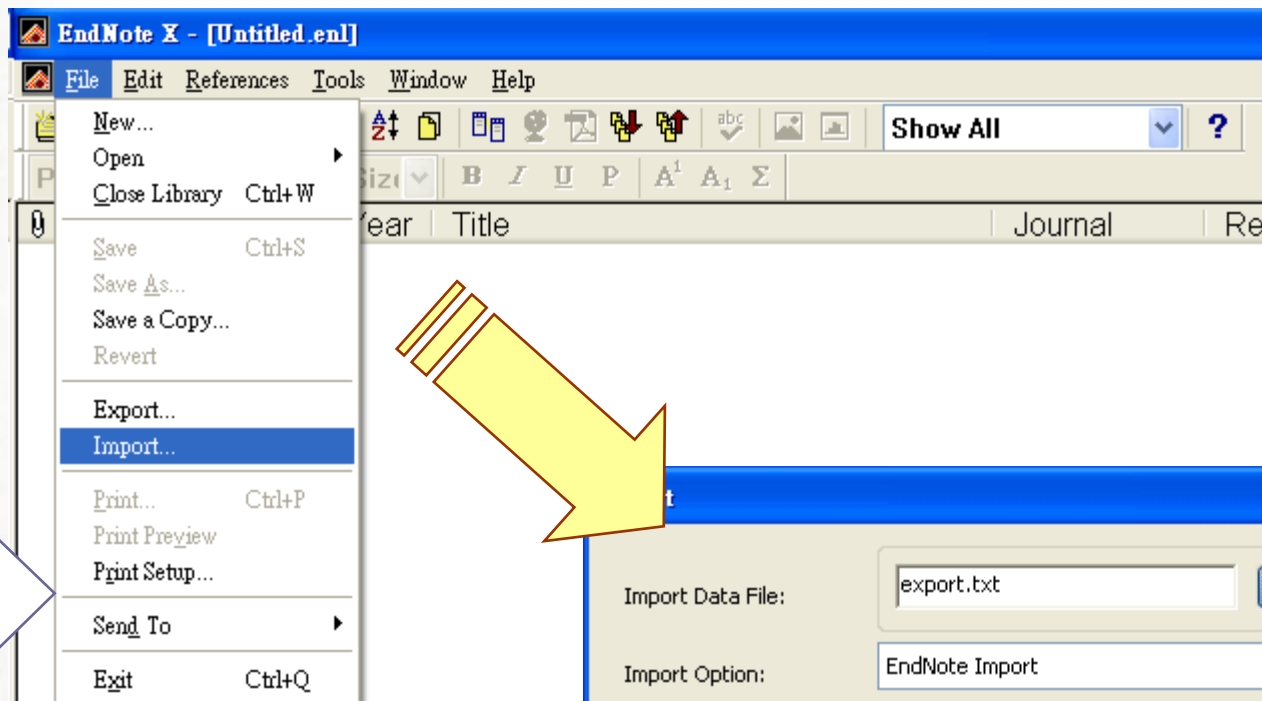 EndNote X - [Untitled.enl]
File Edit References Tools Window Help
Show All ?
B I U P A¹ A₁ Σ
Title Journal
New...
Open
Close Library Ctrl+W
Save Ctrl+S
Save As...
Save a Copy...
Revert
Export...
Import...
Print... Ctrl+P
Print Preview
Print Setup...
Send To
Exit Ctrl+Q
Import Data File: export.txt
Import Option: EndNote Import